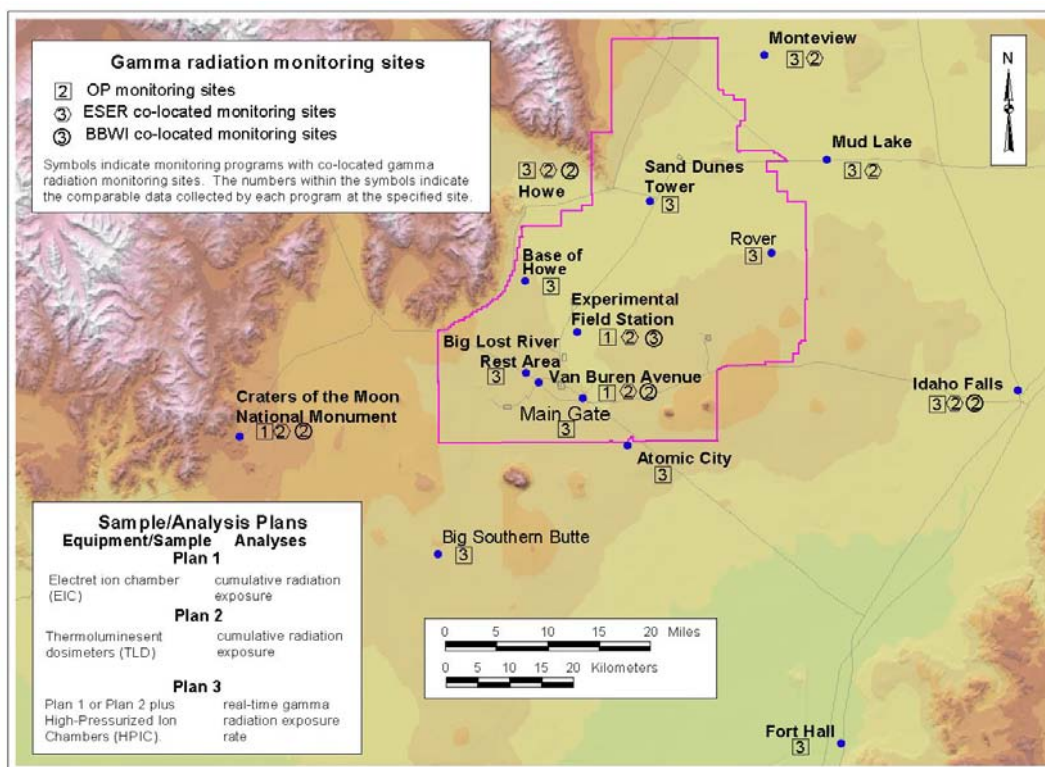 Gamma radiation monitoring sites
2 OP monitoring sites
3 ESER co-located monitoring sites
3 BBWI co-located monitoring sites
Symbols indicate monitoring programs with co-located gamma
radiation monitoring sites. The numbers within the symbols indicate
the comparable data collected by each program at the specified site.
N
Monteview
3 2
Mud Lake
3 2
3 2 2
Howe
Sand Dunes
Tower
3
Rover
3
Base of
Howe
3
Experimental
Field Station
1 2 3
Big Lost River
Rest Area
3
Van Buren Avenue
1 2 2
Main Gate
3
Idaho Falls
3 2 2
Craters of the Moon
National Monument
1 2 2
Atomic City
3
Big Southern Butte
3
Sample/Analysis Plans
Equipment/Sample Analyses
Plan 1
Electret ion chamber cumulative radiation
(EIC) exposure
Plan 2
Thermoluminesent cumulative radiation
dosimeters (TLD) exposure
Plan 3
Plan 1 or Plan 2 plus real-time gamma
High-Pressurized Ion radiation exposure
Chambers (HPIC). rate
0 5 10 15 20 Miles
0 5 10 15 20 Kilometers
Fort Hall
3